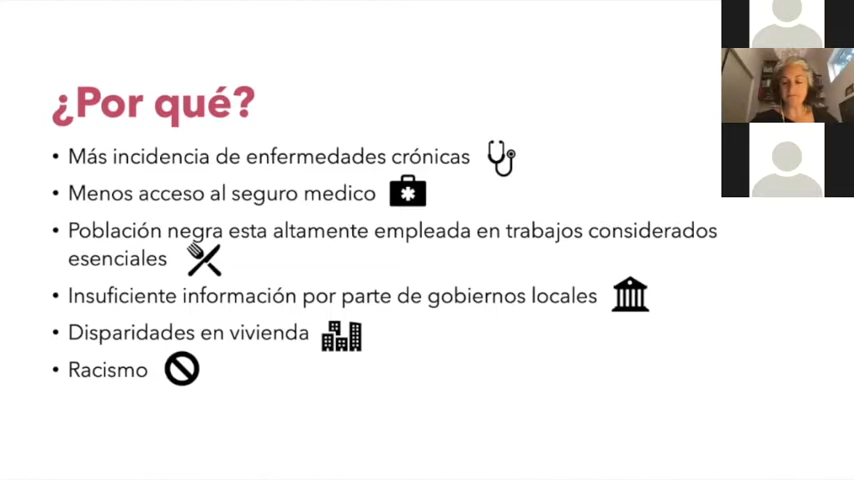 ¿Por qué?
• Más incidencia de enfermedades crónicas
• Menos acceso al seguro medico
• Población negra esta altamente empleada en trabajos considerados
esenciales
• Insuficiente información por parte de gobiernos locales
• Disparidades en vivienda
• Racismo